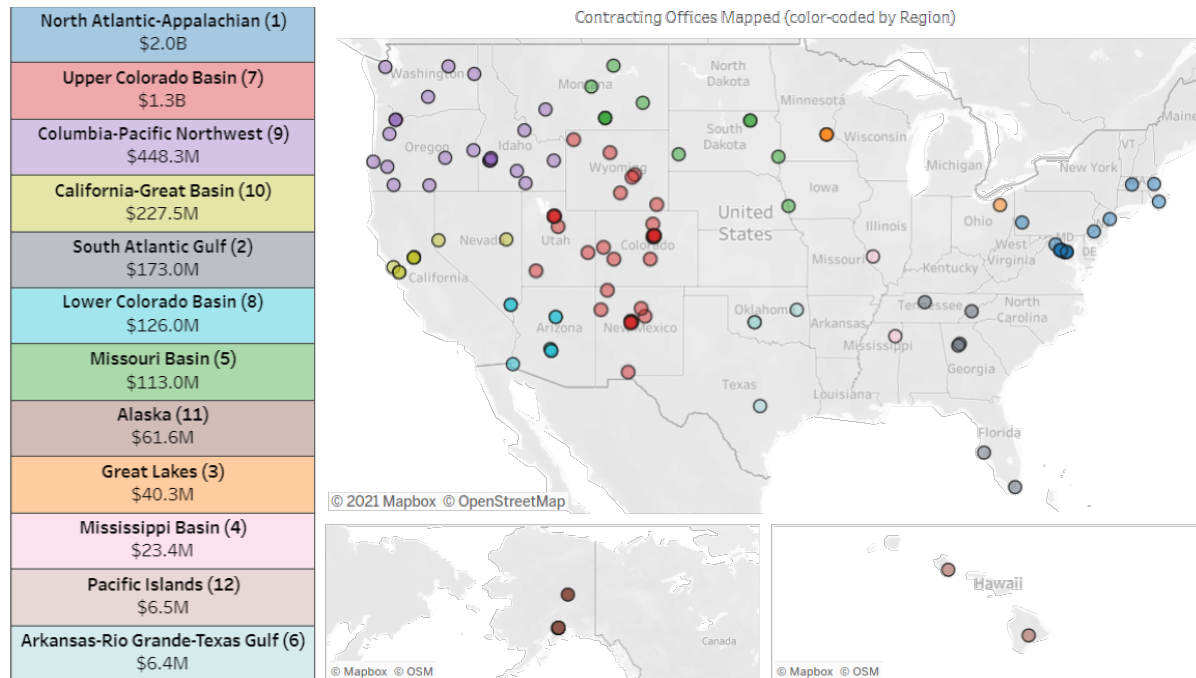 North Atlantic-Appalachian (1)
$2.0B
Upper Colorado Basin (7)
$1.3B
Columbia-Pacific Northwest (9)
$448.3M
California-Great Basin (10)
$227.5M
South Atlantic Gulf (2)
$173.0M
Lower Colorado Basin (8)
$126.0M
Missouri Basin (5)
$113.0M
Alaska (11)
$61.6M
Great Lakes (3)
$40.3M
Mississippi Basin (4)
$23.4M
Pacific Islands (12)
$6.5M
Arkansas-Rio Grande-Texas Gulf (6)
$6.4M
Contracting Offices Mapped (color-coded by Region)
Washington
Montana
North
Dakota
Minnesota
Maine
Oregon
Idaho
South
Dakota
Wisconsin
VT
Wyoming
Michigan
New York
Iowa
Nevada
Utah
Colorado
United
States
Illinois
Ohio
MD
DE
West
Virginia
California
Missouri
Kentucky
Arizona
New Mexico
Oklahoma
Arkansas
Tennessee
North
Carolina
Mississippi
Georgia
Texas
Louisiana
Florida
© 2021 Mapbox © OpenStreetMap
Canada
© Mapbox © OSM
Hawaii
© Mapbox © OSM